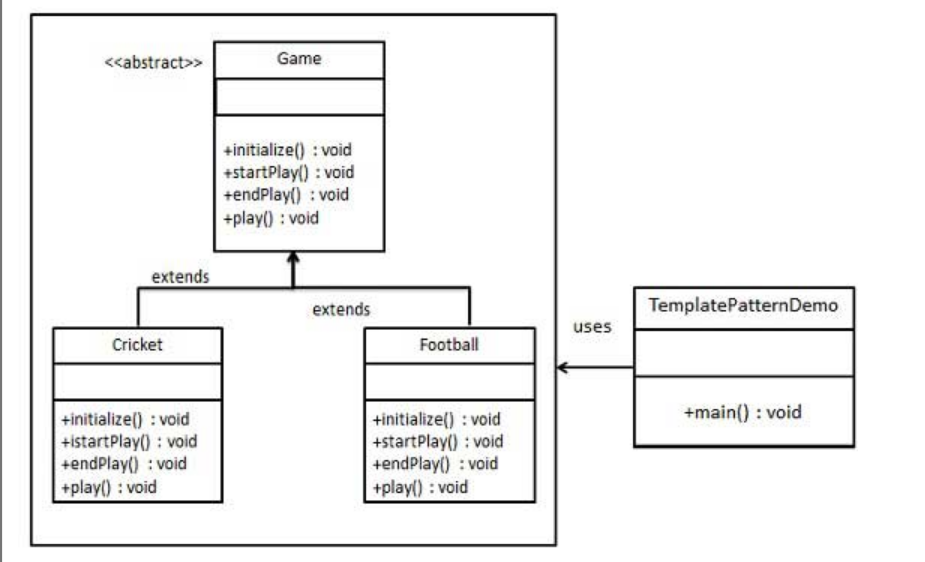 <<abstract>>
Game
+initialize() : void
+startPlay() : void
+endPlay() : void
+play() : void
extends
extends
Cricket
+initialize() : void
+istartPlay() : void
+endPlay() : void
+play() : void
Football
+initialize() : void
+startPlay() : void
+endPlay() : void
+play() : void
uses
TemplatePatternDemo
+main() : void